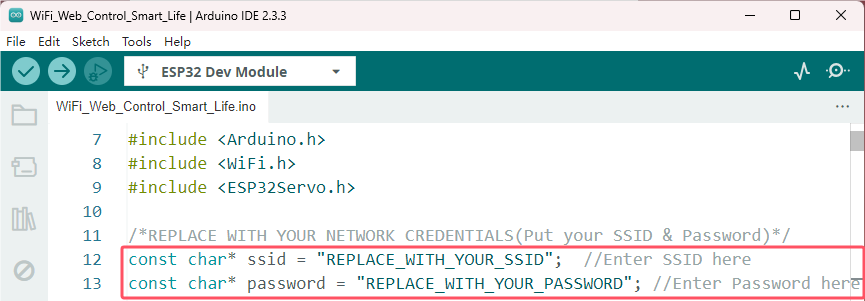 WiFi_Web_Control_Smart_Life | Arduino IDE 2.3.3
File Edit Sketch Tools Help
ESP32 Dev Module
WiFi_Web_Control_Smart_Life.ino
7 #include <Arduino.h>
8 #include <WiFi.h>
9 #include <ESP32Servo.h>
10
11 /*REPLACE WITH YOUR NETWORK CREDENTIALS(Put your SSID & Password)*/
12 const char* ssid = "REPLACE_WITH_YOUR_SSID";  //Enter SSID here
13 const char* password = "REPLACE_WITH_YOUR_PASSWORD"; //Enter Password here